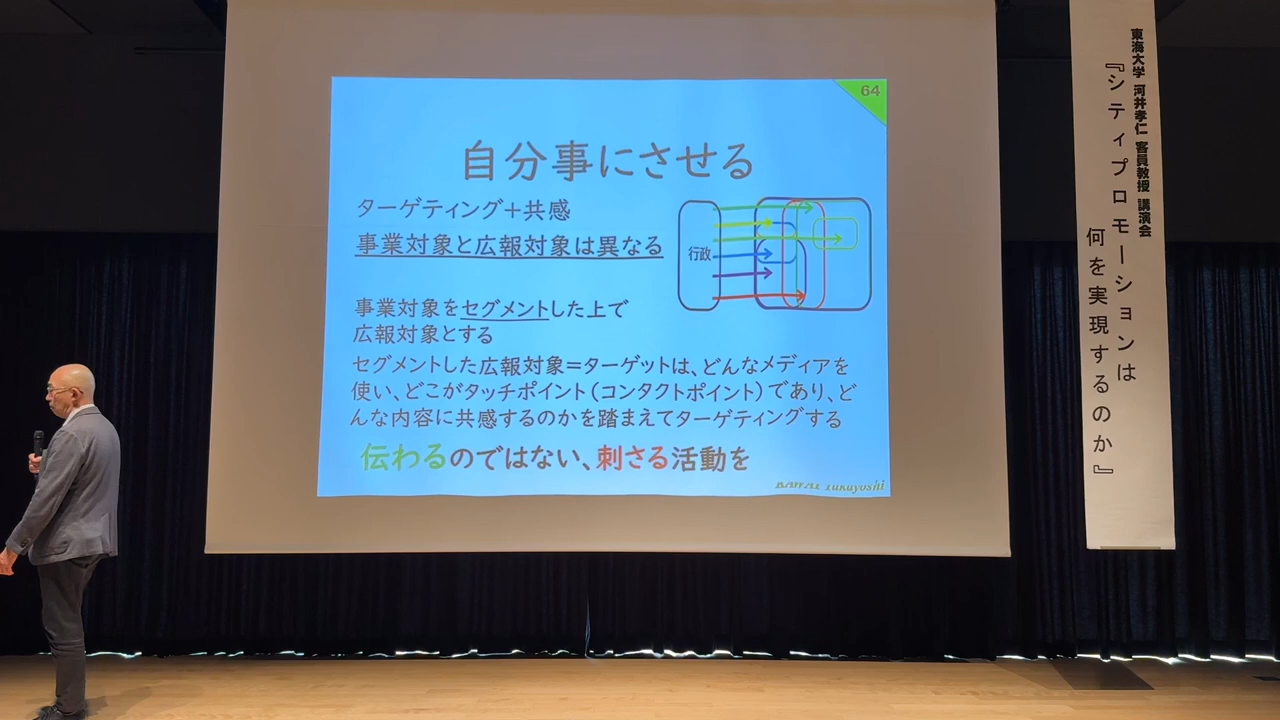 64
自分事にさせる
ターゲティング＋共感
事業対象と広報対象は異なる
行政
事業対象をセグメントした上で
広報対象とする
セグメントした広報対象＝ターゲットは、どんなメディアを
使い、どこがタッチポイント（コンタクトポイント）であり、ど
んな内容に共感するのかを踏まえてターゲティングする
伝わるのではない、刺さる活動を
Takayoshi
東海大学 河井孝仁 客員教授 講演会
『シティプロモーションは
何を実現するのか』